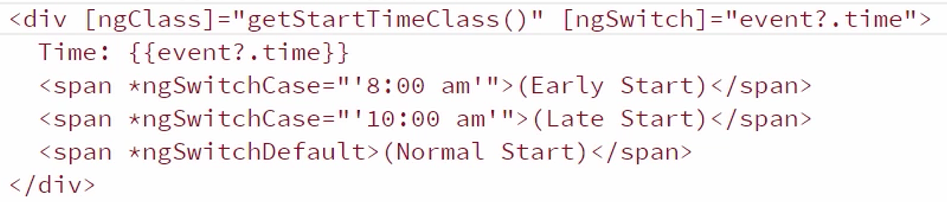 <div [ngClass]="getStartTimeClass()" [ngSwitch]="event?.time">
  Time: {{event?.time}}
  <span *ngSwitchCase="'8:00 am'">(Early Start)</span>
  <span *ngSwitchCase="'10:00 am'">(Late Start)</span>
  <span *ngSwitchDefault>(Normal Start)</span>
</div>